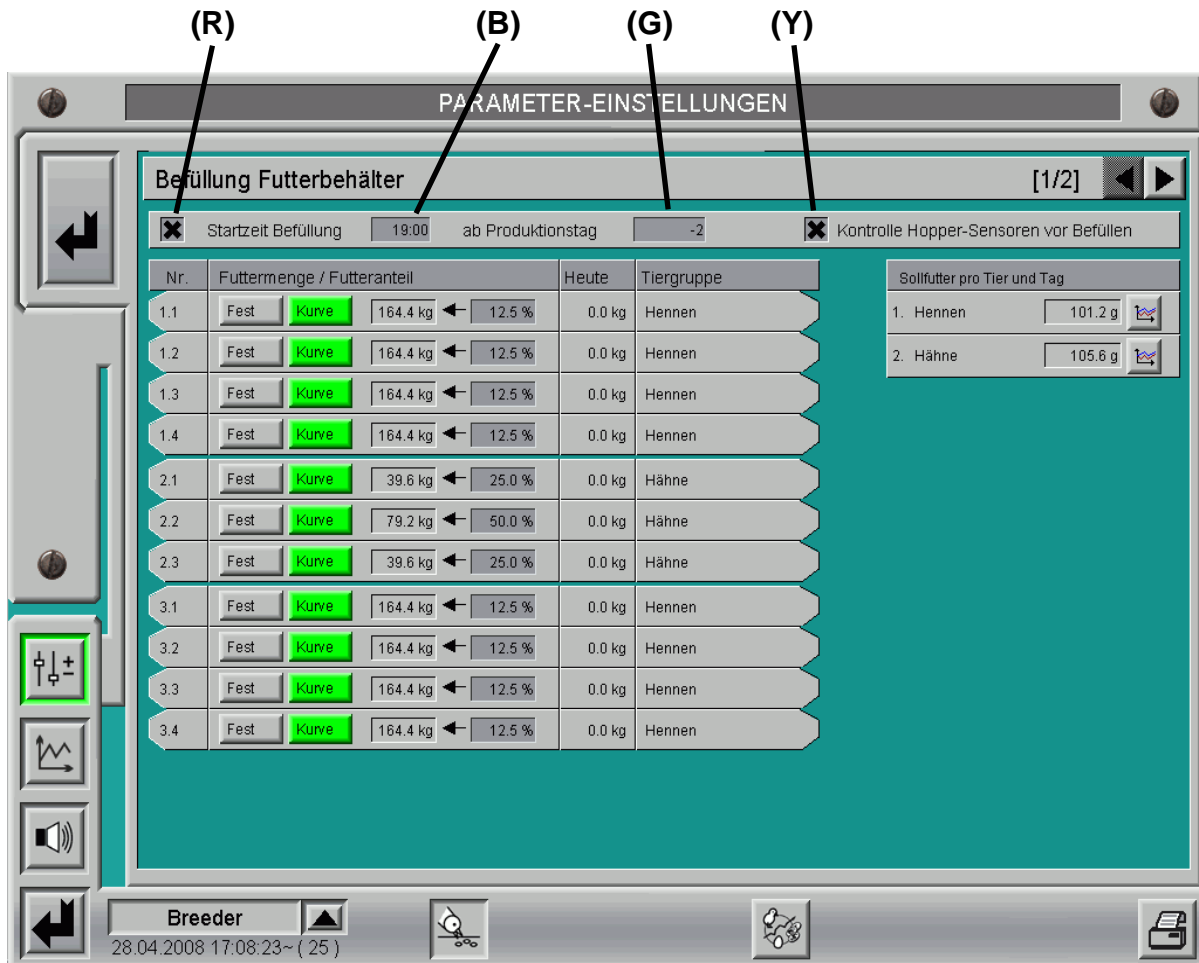 (R) (B) (G) (Y)
PARAMETER-EINSTELLUNGEN
Befüllung Futterbehälter [1/2]
Startzeit Befüllung 19:00 ab Produktionstag -2 Kontrolle Hopper-Sensoren vor Befüllen
Nr. Futtermenge / Futteranteil Heute Tiergruppe
1.1 Fest Kurve 164.4 kg 12.5 % 0.0 kg Hennen
1.2 Fest Kurve 164.4 kg 12.5 % 0.0 kg Hennen
1.3 Fest Kurve 164.4 kg 12.5 % 0.0 kg Hennen
1.4 Fest Kurve 164.4 kg 12.5 % 0.0 kg Hennen
2.1 Fest Kurve 39.6 kg 25.0 % 0.0 kg Hähne
2.2 Fest Kurve 79.2 kg 50.0 % 0.0 kg Hähne
2.3 Fest Kurve 39.6 kg 25.0 % 0.0 kg Hähne
3.1 Fest Kurve 164.4 kg 12.5 % 0.0 kg Hennen
3.2 Fest Kurve 164.4 kg 12.5 % 0.0 kg Hennen
3.3 Fest Kurve 164.4 kg 12.5 % 0.0 kg Hennen
3.4 Fest Kurve 164.4 kg 12.5 % 0.0 kg Hennen
Sollfutter pro Tier und Tag
1. Hennen 101.2 g
2. Hähne 105.6 g
Breeder
28.04.2008 17:08:23~ ( 25 )